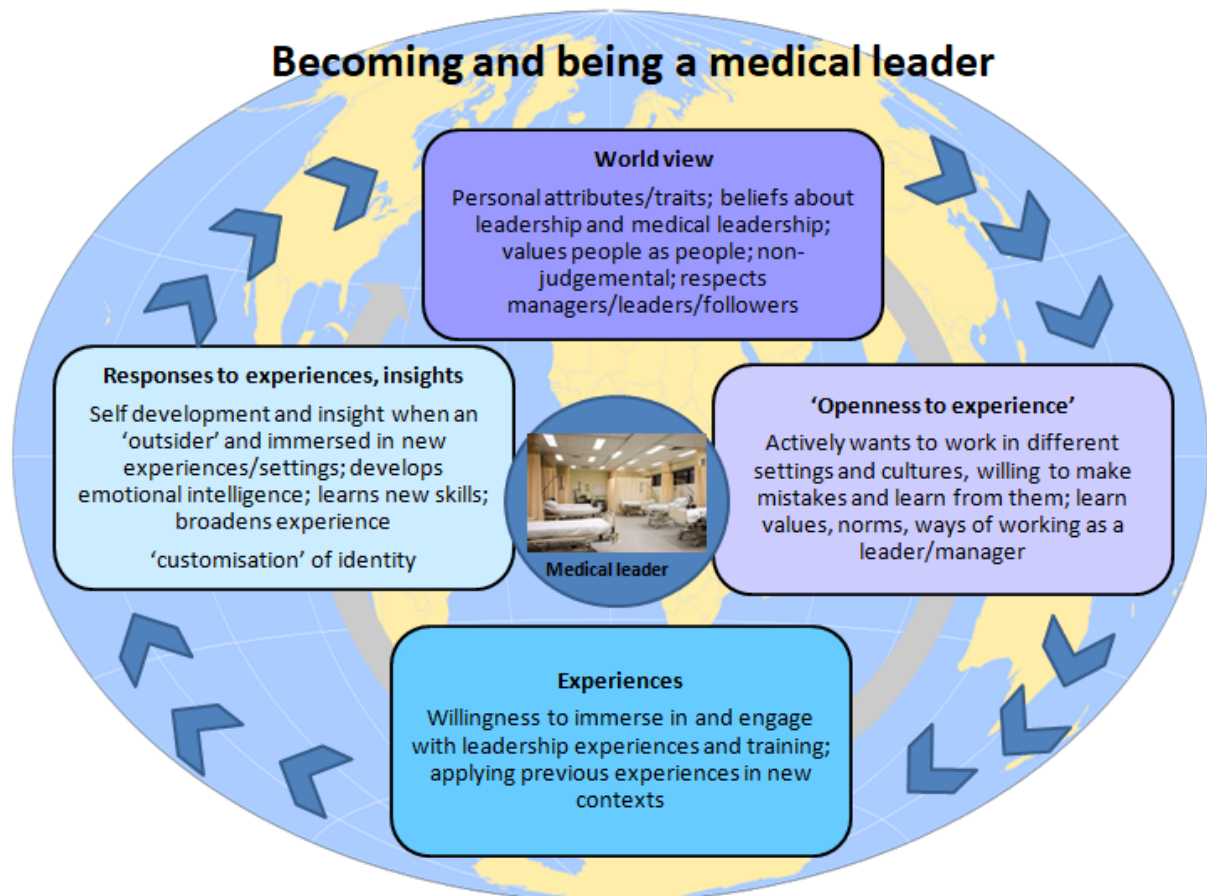 Becoming and being a medical leader
World view
Personal attributes/traits; beliefs about
leadership and medical leadership;
values people as people; non-
judgemental; respects
managers/leaders/followers
Responses to experiences, insights
Self development and insight when an
‘outsider’ and immersed in new
experiences/settings; develops
emotional intelligence; learns new skills;
broadens experience
‘customisation’ of identity
‘Openness to experience’
Actively wants to work in different
settings and cultures, willing to make
mistakes and learn from them; learn
values, norms, ways of working as a
leader/manager
Medical leader
Experiences
Willingness to immerse in and engage
with leadership experiences and training;
applying previous experiences in new
contexts